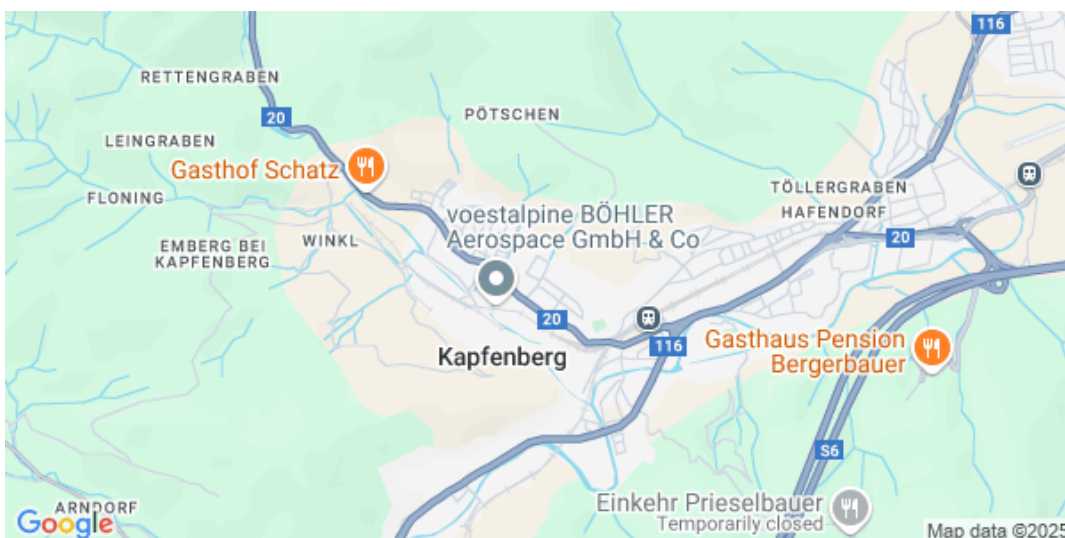 116
RETTENGRABEN
20
PÖTSCHEN
LEINGRABEN
Gasthof Schatz
TÖLLERGRABEN
FLONING
HAFENDORF
voestalpine BÖHLER
Aerospace GmbH & Co
WINKL
EMBERG BEI
KAPFENBERG
20
20
Gasthaus Pension
Bergerbauer
116
Kapfenberg
S6
Einkehr Prieselbauer
Temporarily closed
ARNDORF
Google
Map data ©2025